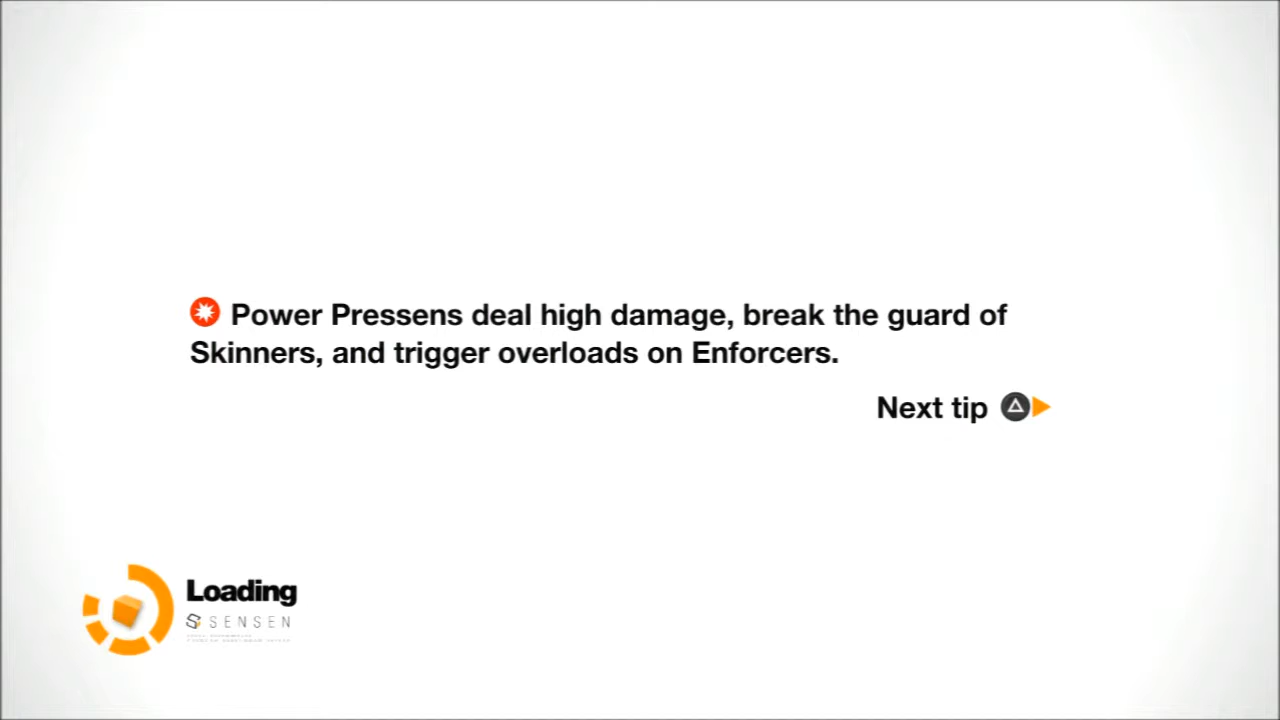 Power Pressens deal high damage, break the guard of
Skinners, and trigger overloads on Enforcers.
Next tip
Loading
SENSEN